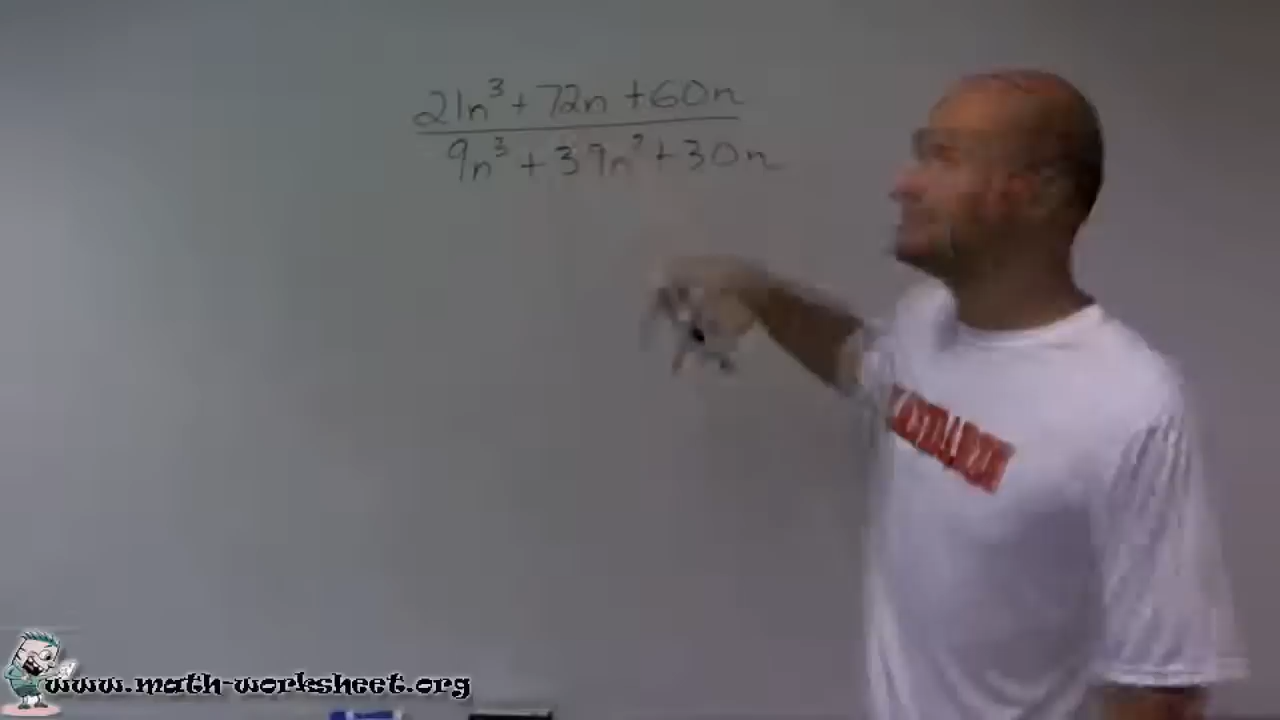 21n³ + 72n + 60n
9n³ + 39n² + 30n
www.math-worksheet.org